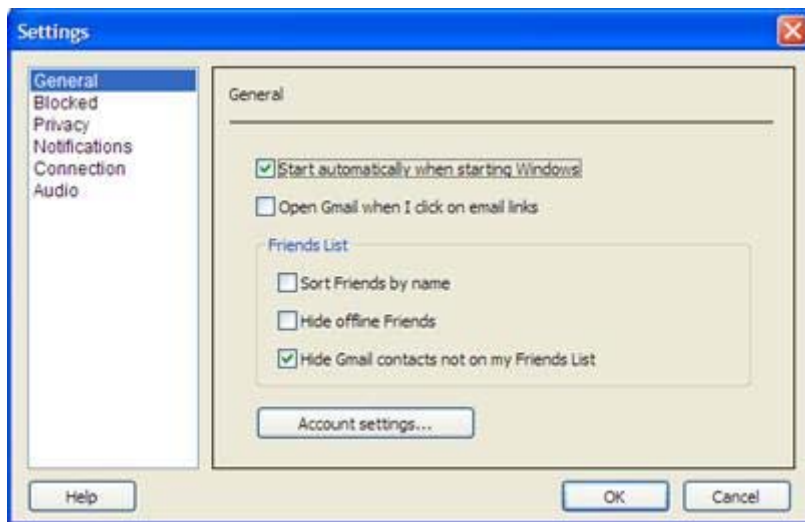 Settings
General
Blocked
Privacy
Notifications
Connection
Audio
General
Start automatically when starting Windows
Open Gmail when I click on email links
Friends List
Sort Friends by name
Hide offline Friends
Hide Gmail contacts not on my Friends List
Account settings...
Help
OK
Cancel